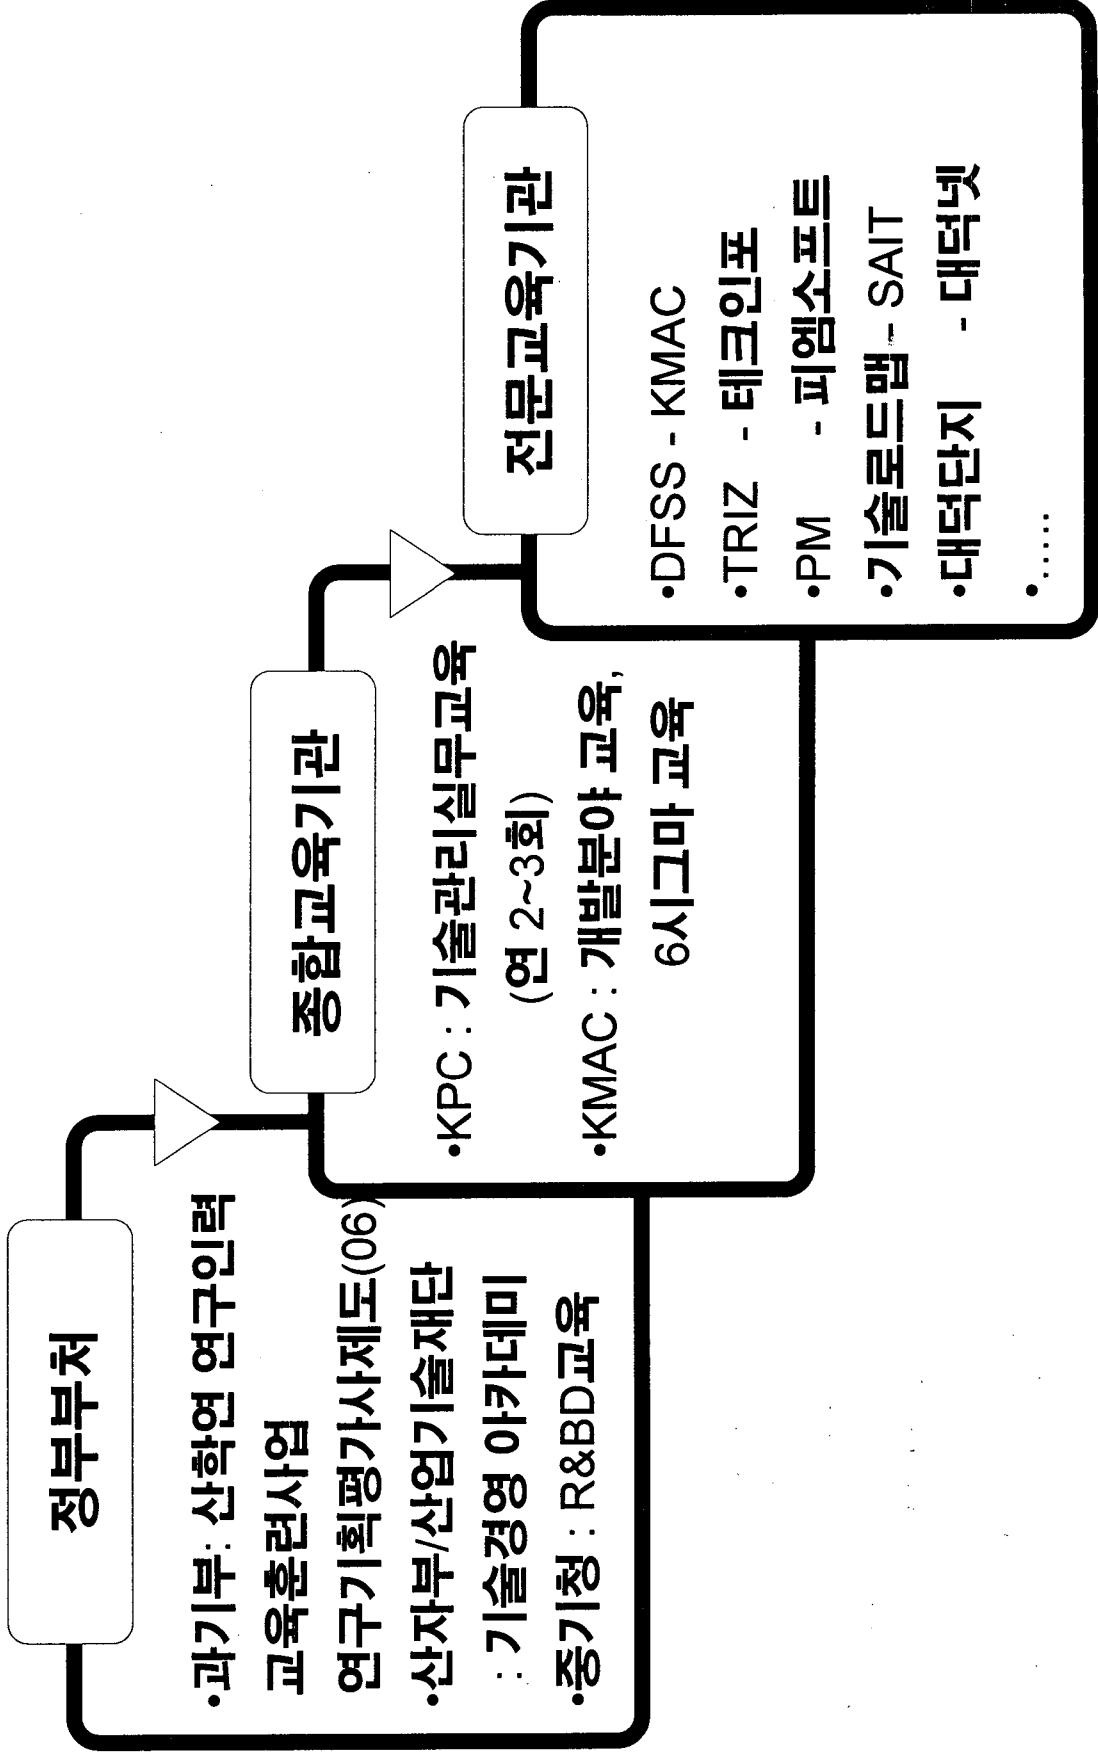 정부부처
•과기부: 산학연 연구인력
교육훈련사업
연구기획평가사제도(06)
•산자부/산업기술재단
: 기술경영 아카데미
•중기청 : R&BD교육
종합교육기관
•KPC : 기술관리실무교육
(연 2~3회)
•KMAC : 개발분야 교육,
6시그마 교육
전문교육기관
•DFSS - KMAC
•TRIZ - 테크인포
•PM - 피엠소프트
•기술로드맵 - SAIT
•대덕단지 - 대덕넷
•.....